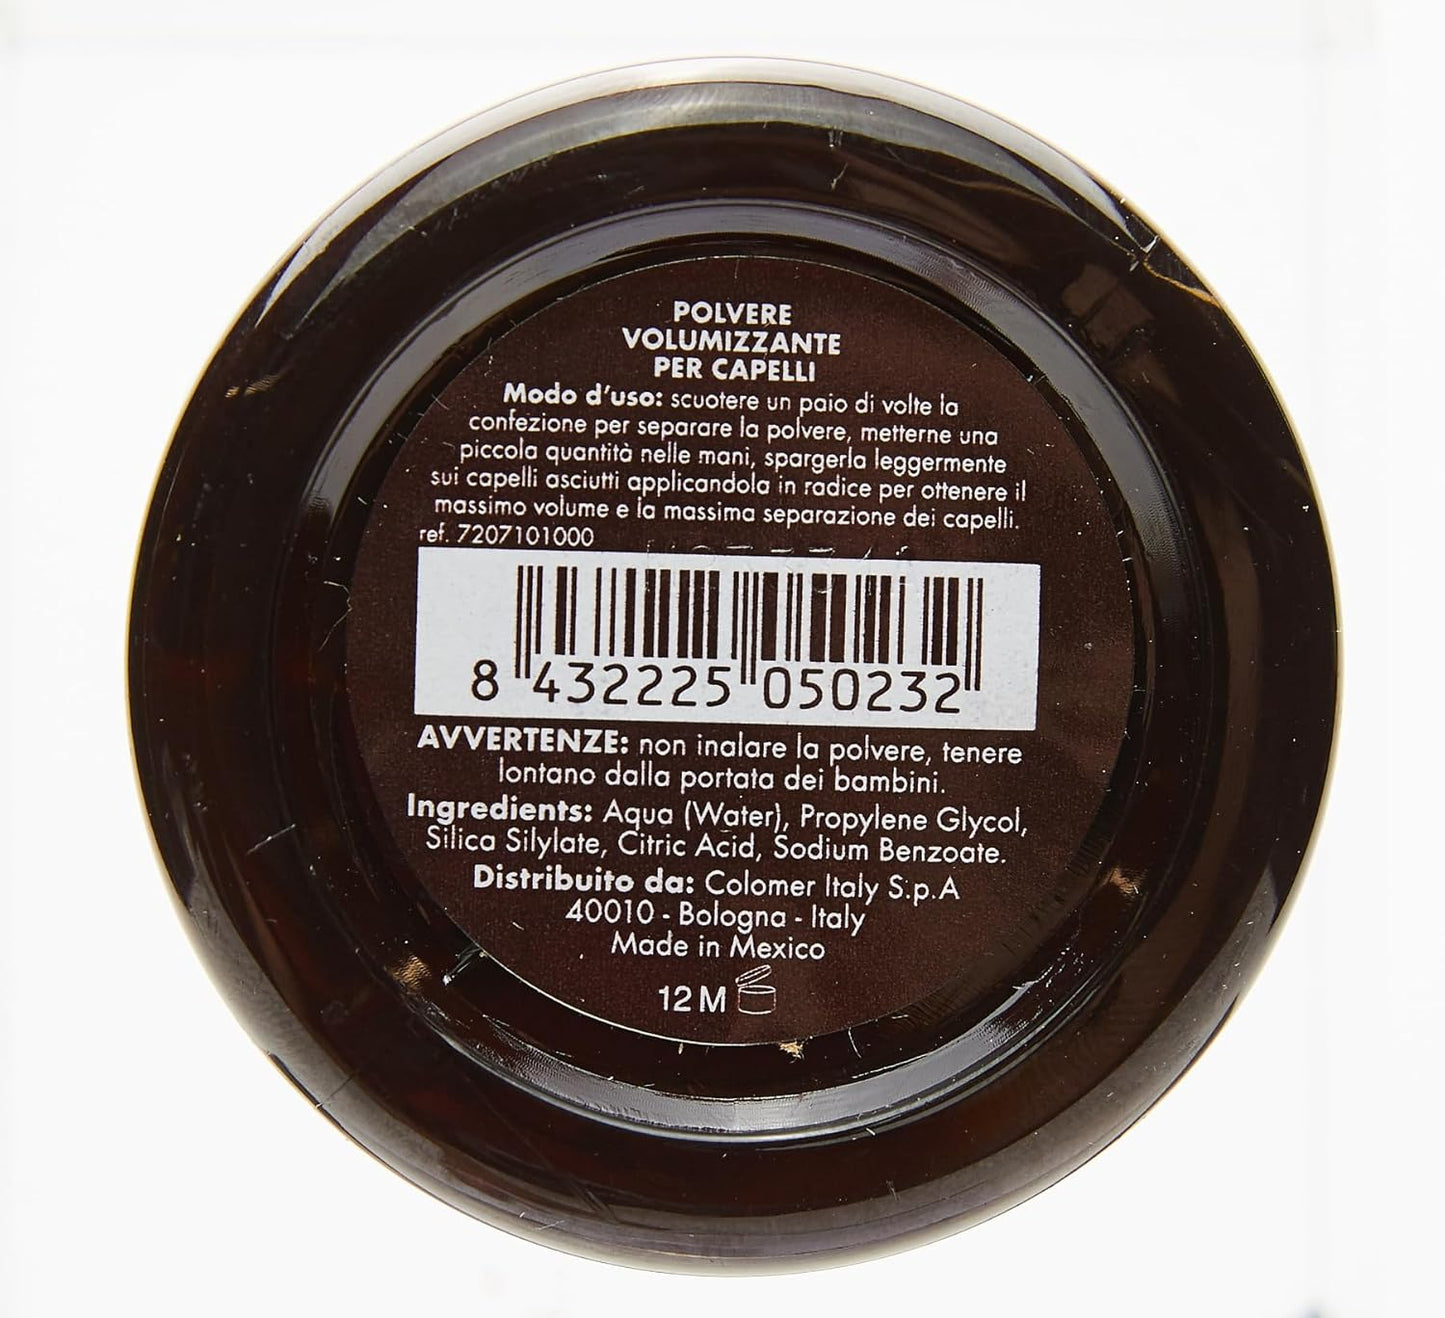 POLVERE
VOLUMIZZANTE
PER CAPELLI
Modo d'uso: scuotere un paio di volte la
confezione per separare la polvere, metterne una
piccola quantità nelle mani, spargerla leggermente
sui capelli asciutti applicandola in radice per ottenere il
massimo volume e la massima separazione dei capelli.
ref. 7207101000
8 432225 050232
AVVERTENZE: non inalare la polvere, tenere
lontano dalla portata dei bambini.
Ingredients: Aqua (Water), Propylene Glycol,
Silica Silylate, Citric Acid, Sodium Benzoate.
Distribuito da: Colomer Italy S.p.A
40010 - Bologna - Italy
Made in Mexico
12 M